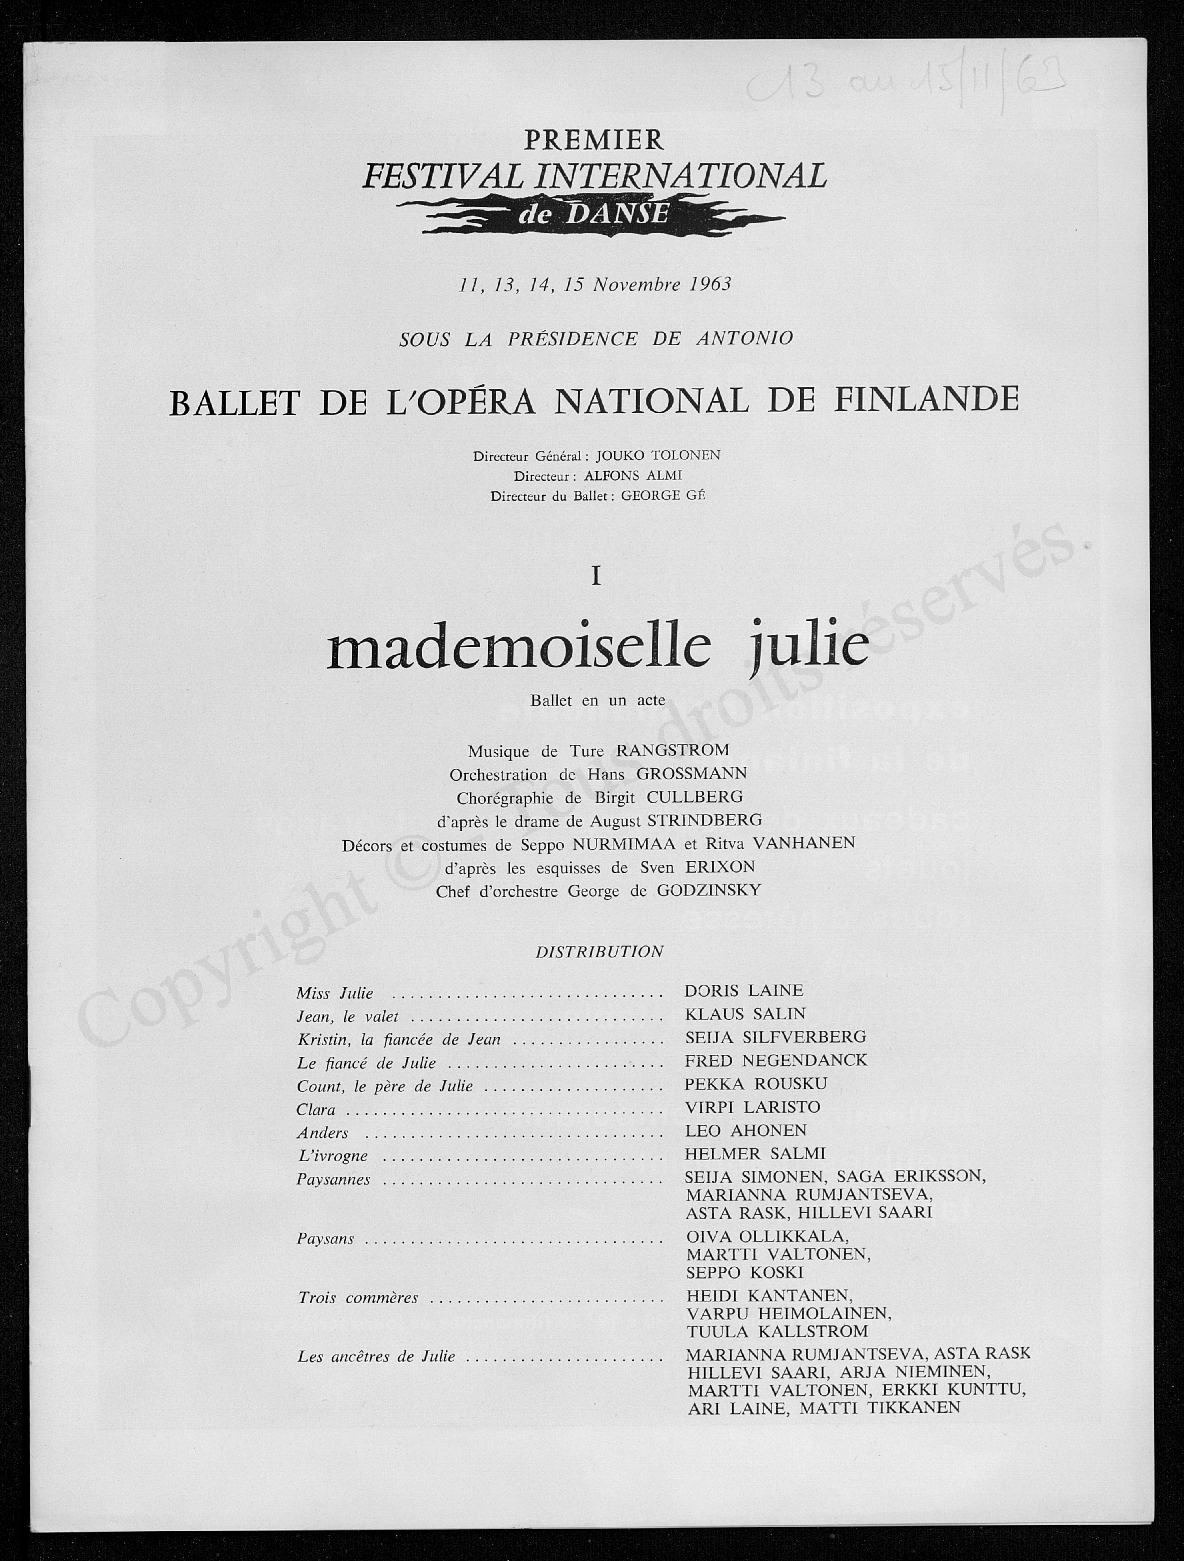 13 au 15/11/63
PREMIER
FESTIVAL INTERNATIONAL
de DANSE
11, 13, 14, 15 Novembre 1963
SOUS LA PRÉSIDENCE DE ANTONIO
BALLET DE L'OPÉRA NATIONAL DE FINLANDE
Directeur Général : JOUKO TOLONEN
Directeur : ALFONS ALMI
Directeur du Ballet : GEORGE GÉ
I
mademoiselle julie
Ballet en un acte
Musique de Ture RANGSTROM
Orchestration de Hans GROSSMANN
Chorégraphie de Birgit CULLBERG
d'après le drame de August STRINDBERG
Décors et costumes de Seppo NURMIMAA et Ritva VANHANEN
d'après les esquisses de Sven ERIXON
Chef d'orchestre George de GODZINSKY
Copyright © - Tous droits réservés.
DISTRIBUTION
Miss Julie .............................. DORIS LAINE
Jean, le valet ............................ KLAUS SALIN
Kristin, la fiancée de Jean ................. SEIJA SILFVERBERG
Le fiancé de Julie ........................ FRED NEGENDANCK
Count, le père de Julie .................... PEKKA ROUSKU
Clara ................................... VIRPI LARISTO
Anders ................................. LEO AHONEN
L'ivrogne ............................... HELMER SALMI
Paysannes ............................... SEIJA SIMONEN, SAGA ERIKSSON,
MARIANNA RUMJANTSEVA,
ASTA RASK, HILLEVI SAARI
Paysans ................................. OIVA OLLIKKALA,
MARTTI VALTONEN,
SEPPO KOSKI
Trois commères .......................... HEIDI KANTANEN,
VARPU HEIMOLAINEN,
TUULA KALLSTROM
Les ancêtres de Julie ...................... MARIANNA RUMJANTSEVA, ASTA RASK
HILLEVI SAARI, ARJA NIEMINEN,
MARTTI VALTONEN, ERKKI KUNTTU,
ARI LAINE, MATTI TIKKANEN